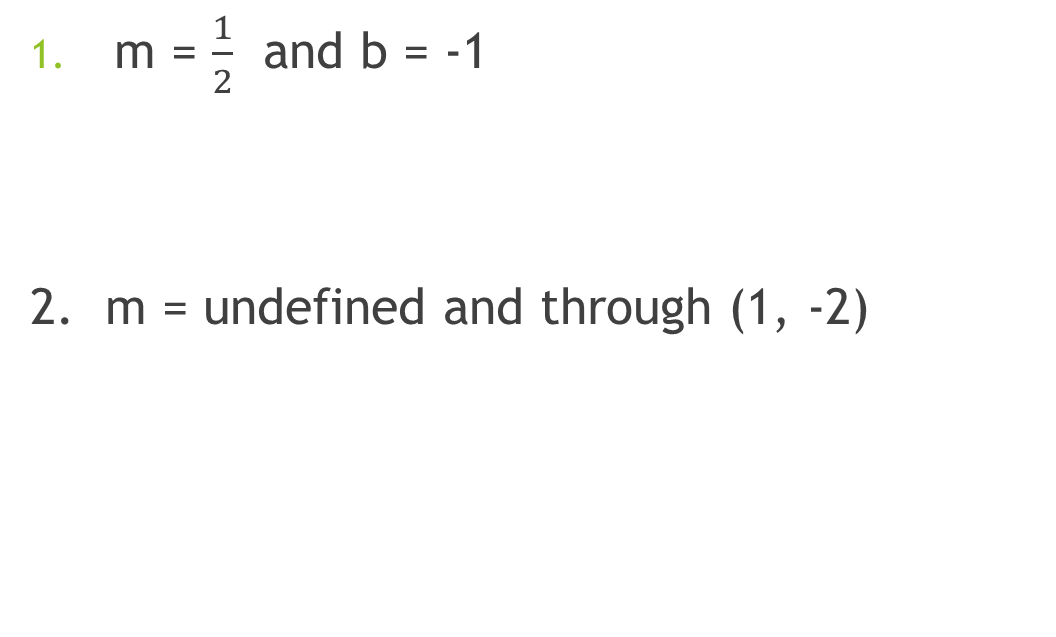 1. m = 1/2 and b = -1
2. m = undefined and through (1, -2)